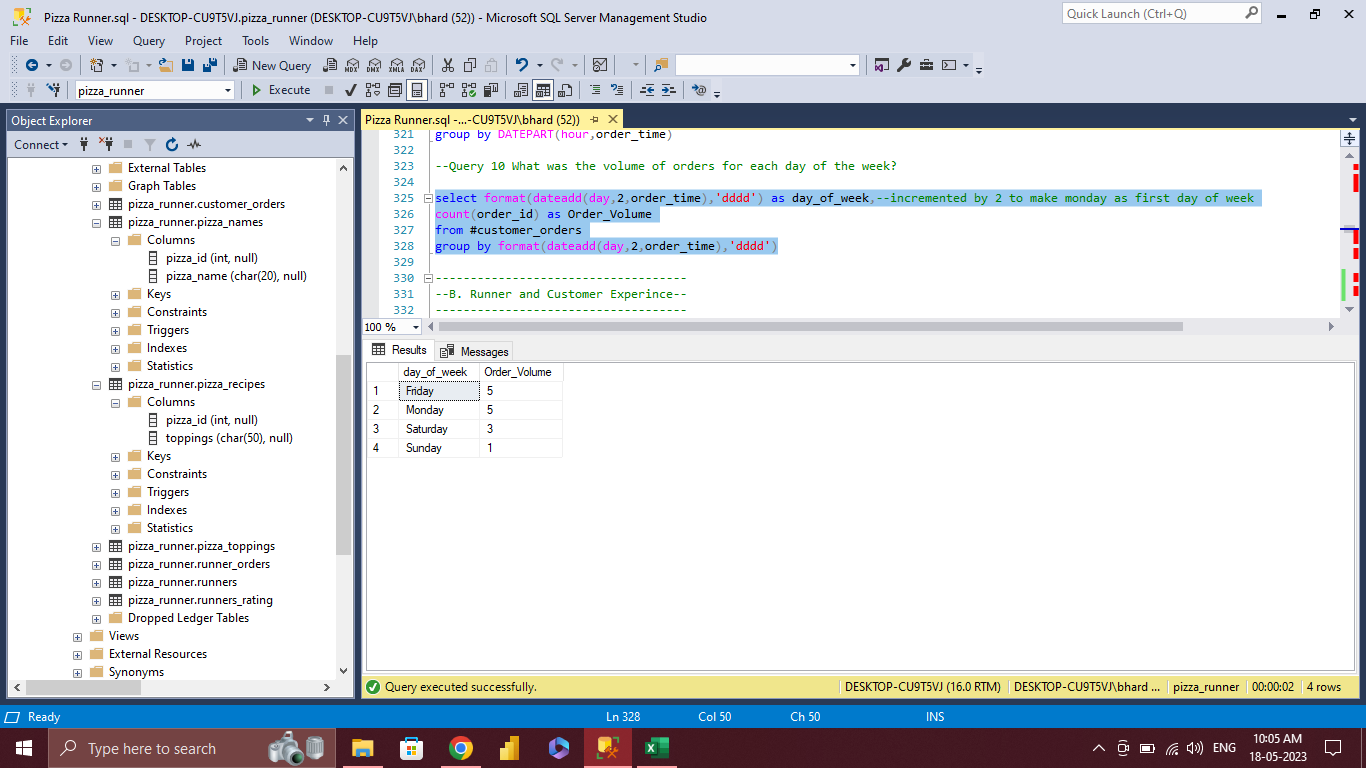 Pizza Runner.sql - DESKTOP-CU9T5VJ.pizza_runner (DESKTOP-CU9T5VJ\bhard (52)) - Microsoft SQL Server Management Studio
Quick Launch (Ctrl+Q)
File Edit View Query Project Tools Window Help
New Query MDX DMX XMLA DAX
pizza_runner Execute
Object Explorer
Connect
External Tables
Graph Tables
pizza_runner.customer_orders
pizza_runner.pizza_names
Columns
pizza_id (int, null)
pizza_name (char(20), null)
Keys
Constraints
Triggers
Indexes
Statistics
pizza_runner.pizza_recipes
Columns
pizza_id (int, null)
toppings (char(50), null)
Keys
Constraints
Triggers
Indexes
Statistics
pizza_runner.pizza_toppings
pizza_runner.runner_orders
pizza_runner.runners
pizza_runner.runners_rating
Dropped Ledger Tables
Views
External Resources
Synonyms
Pizza Runner.sql -...-CU9T5VJ\bhard (52))
321 group by DATEPART(hour,order_time)
322
323 --Query 10 What was the volume of orders for each day of the week?
324
325 select format(dateadd(day,2,order_time),'dddd') as day_of_week,--incremented by 2 to make monday as first day of week
326 count(order_id) as Order_Volume
327 from #customer_orders
328 group by format(dateadd(day,2,order_time),'dddd')
329
330 ------------------------------------
331 --B. Runner and Customer Experince--
332 ------------------------------------
100 %
Results Messages
day_of_week Order_Volume
1 Friday 5
2 Monday 5
3 Saturday 3
4 Sunday 1
Query executed successfully. DESKTOP-CU9T5VJ (16.0 RTM) DESKTOP-CU9T5VJ\bhard ... pizza_runner 00:00:02 4 rows
Ready Ln 328 Col 50 Ch 50 INS
Type here to search
ENG 10:05 AM
18-05-2023